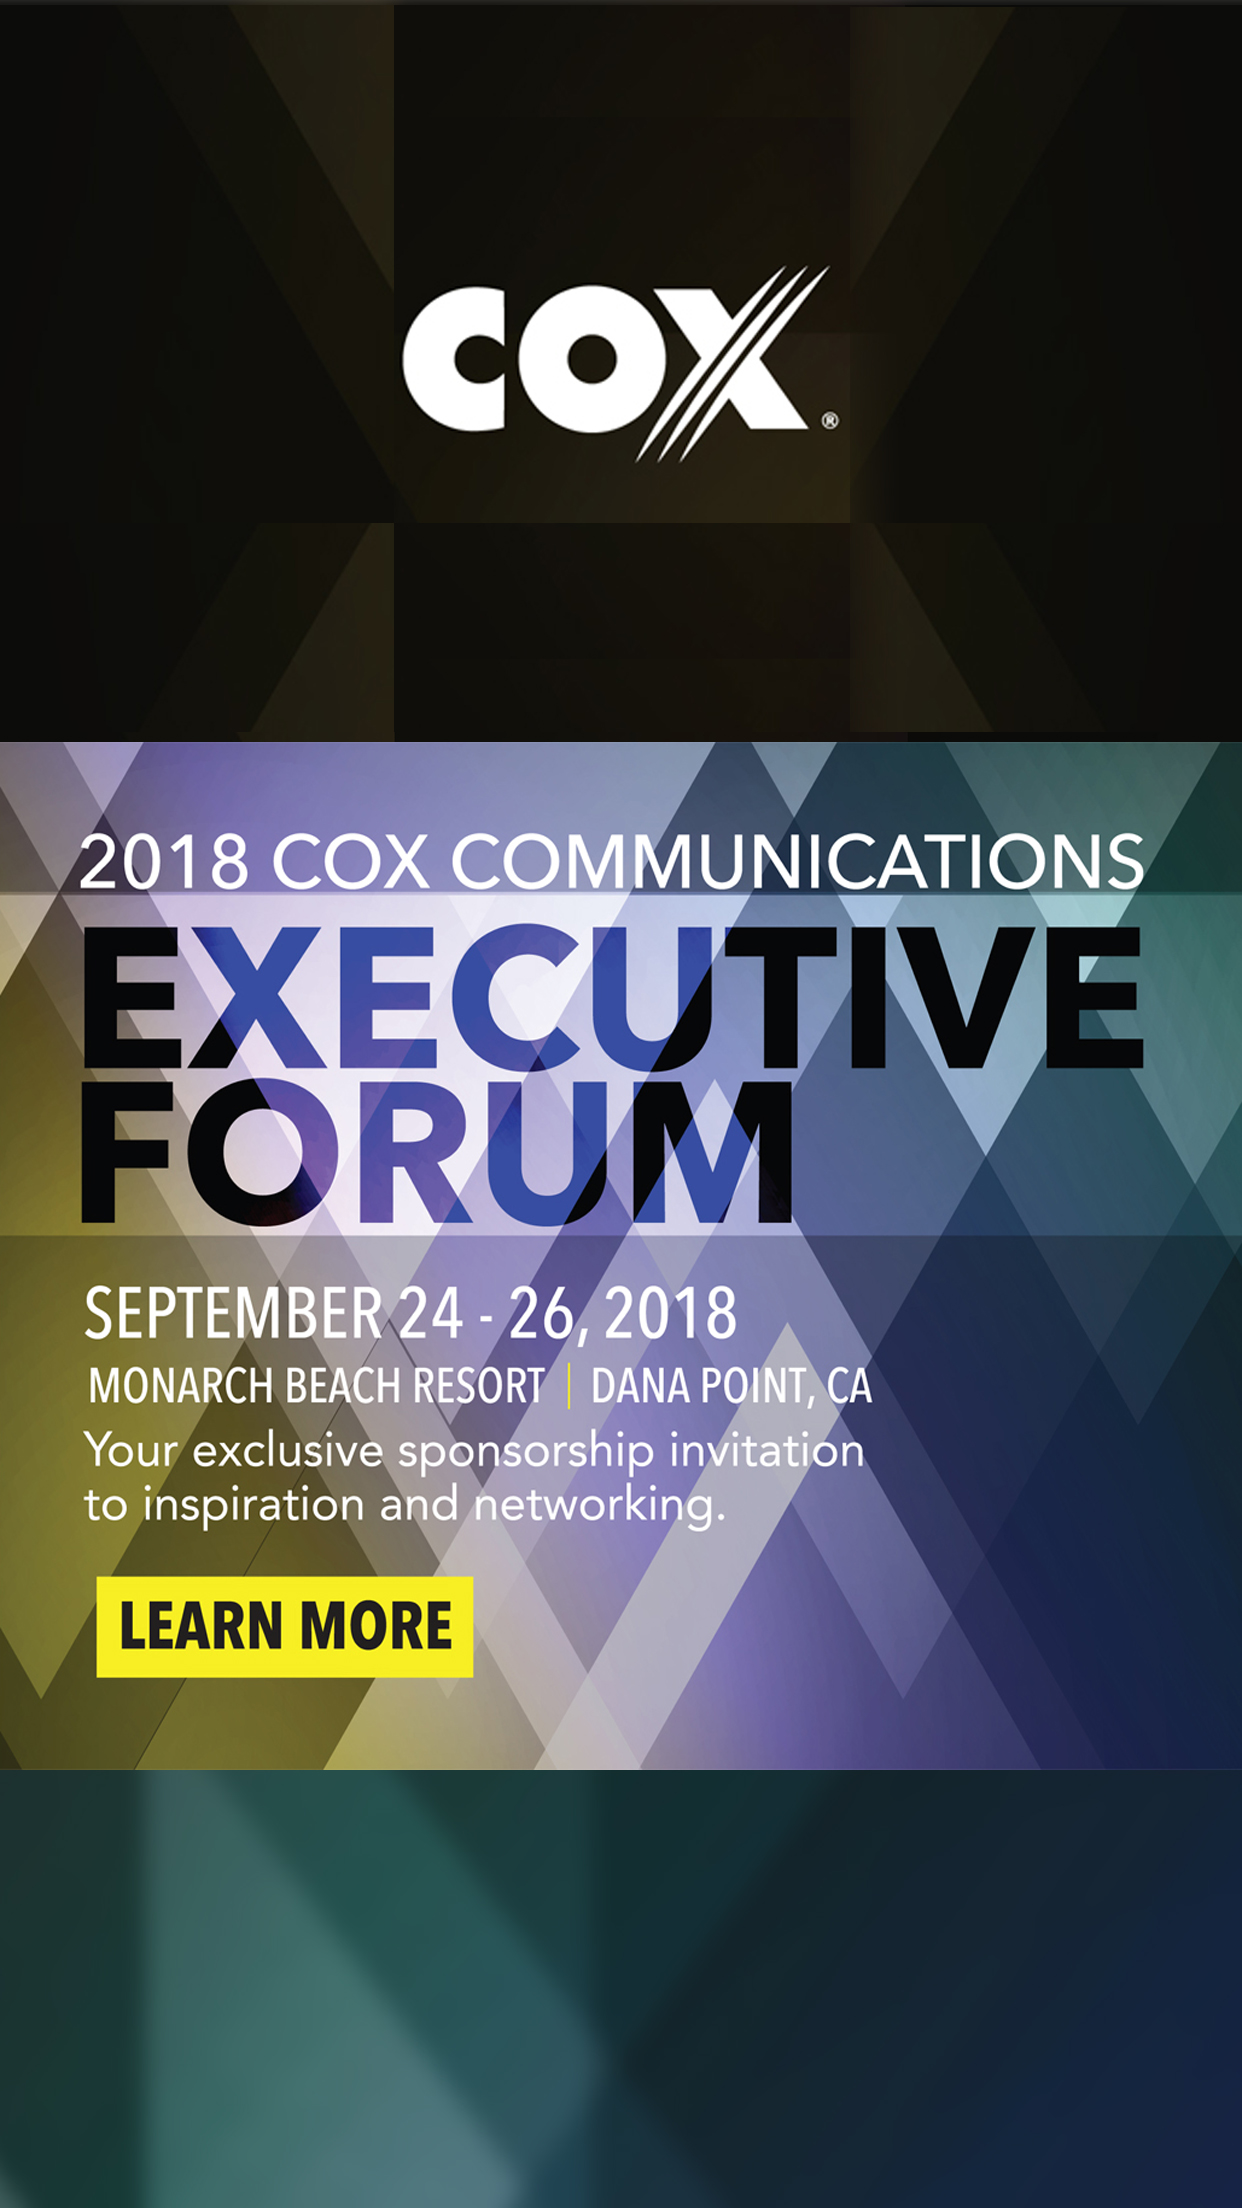 COX®
2018 COX COMMUNICATIONS
EXECUTIVE
FORUM
SEPTEMBER 24 - 26, 2018
MONARCH BEACH RESORT | DANA POINT, CA
Your exclusive sponsorship invitation
to inspiration and networking.
LEARN MORE